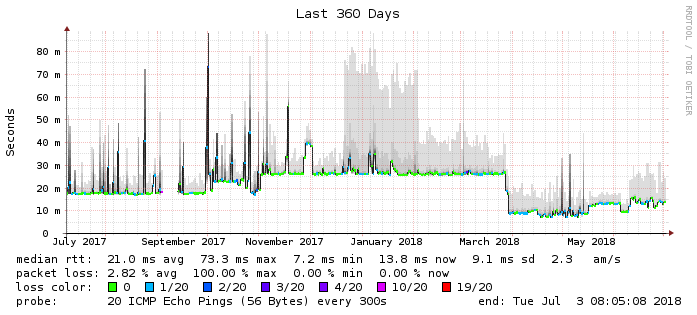 Last 360 Days
RRDTOOL / TOBI OETIKER
Seconds
80 m
70 m
60 m
50 m
40 m
30 m
20 m
10 m
0
July 2017 September 2017 November 2017 January 2018 March 2018 May 2018
median rtt: 21.0 ms avg 73.3 ms max 7.2 ms min 13.8 ms now 9.1 ms sd 2.3 am/s
packet loss: 2.82 % avg 100.00 % max 0.00 % min 0.00 % now
loss color: 0 1/20 2/20 3/20 4/20 10/20 19/20
probe: 20 ICMP Echo Pings (56 Bytes) every 300s end: Tue Jul 3 08:05:08 2018